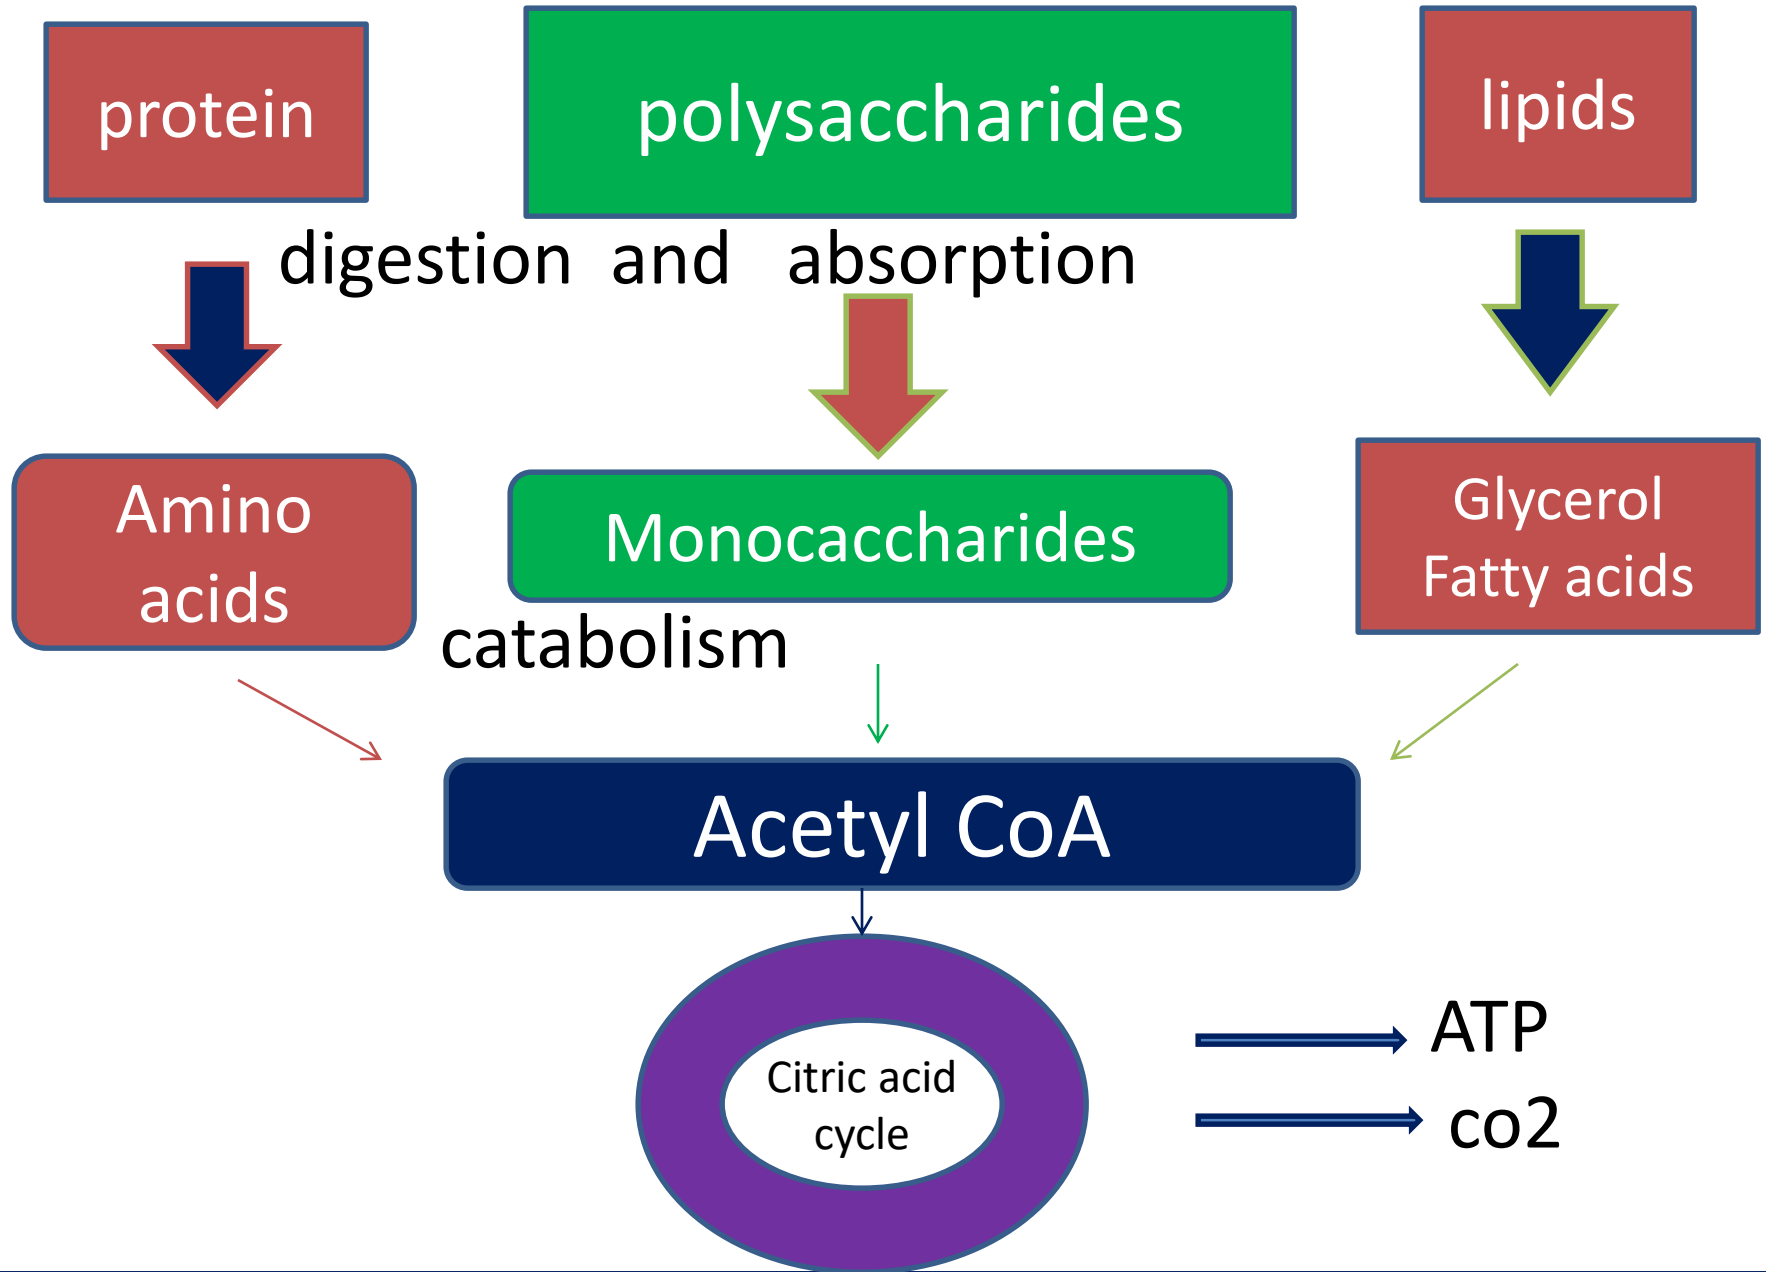 protein
polysaccharides
lipids
digestion and absorption
Amino
acids
Monocaccharides
Glycerol
Fatty acids
catabolism
Acetyl CoA
Citric acid
cycle
ATP
co2